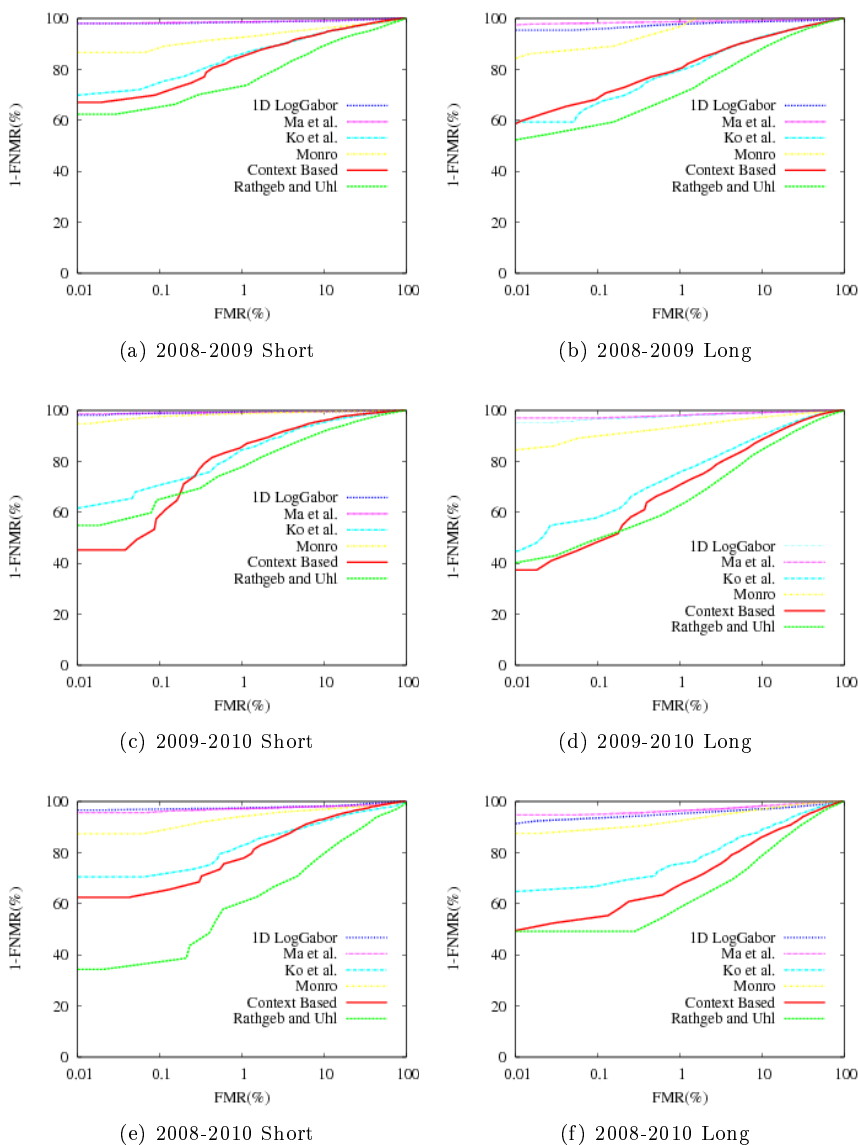 100
80
60
40
20
0
1-FNMR(%)
1D LogGabor
Ma et al.
Ko et al.
Monro
Context Based
Rathgeb and Uhl
0.01 0.1 1 10 100
FMR(%)
(a) 2008-2009 Short
100
80
60
40
20
0
1-FNMR(%)
1D LogGabor
Ma et al.
Ko et al.
Monro
Context Based
Rathgeb and Uhl
0.01 0.1 1 10 100
FMR(%)
(b) 2008-2009 Long
100
80
60
40
20
0
1-FNMR(%)
1D LogGabor
Ma et al.
Ko et al.
Monro
Context Based
Rathgeb and Uhl
0.01 0.1 1 10 100
FMR(%)
(c) 2009-2010 Short
100
80
60
40
20
0
1-FNMR(%)
1D LogGabor
Ma et al.
Ko et al.
Monro
Context Based
Rathgeb and Uhl
0.01 0.1 1 10 100
FMR(%)
(d) 2009-2010 Long
100
80
60
40
20
0
1-FNMR(%)
1D LogGabor
Ma et al.
Ko et al.
Monro
Context Based
Rathgeb and Uhl
0.01 0.1 1 10 100
FMR(%)
(e) 2008-2010 Short
100
80
60
40
20
0
1-FNMR(%)
1D LogGabor
Ma et al.
Ko et al.
Monro
Context Based
Rathgeb and Uhl
0.01 0.1 1 10 100
FMR(%)
(f) 2008-2010 Long